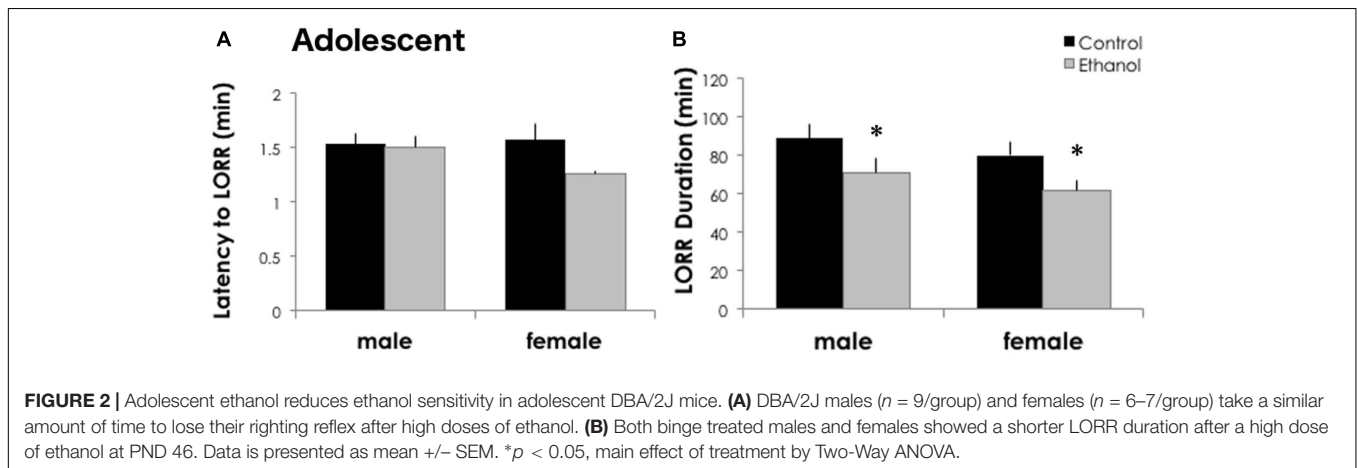 A Adolescent
Latency to LORR (min)
2
1.5
1
0.5
0
male female
B
Control
Ethanol
LORR Duration (min)
120
100
80
60
40
20
0
* *
male female
FIGURE 2 | Adolescent ethanol reduces ethanol sensitivity in adolescent DBA/2J mice. (A) DBA/2J males (n = 9/group) and females (n = 6–7/group) take a similar
amount of time to lose their righting reflex after high doses of ethanol. (B) Both binge treated males and females showed a shorter LORR duration after a high dose
of ethanol at PND 46. Data is presented as mean +/– SEM. *p < 0.05, main effect of treatment by Two-Way ANOVA.